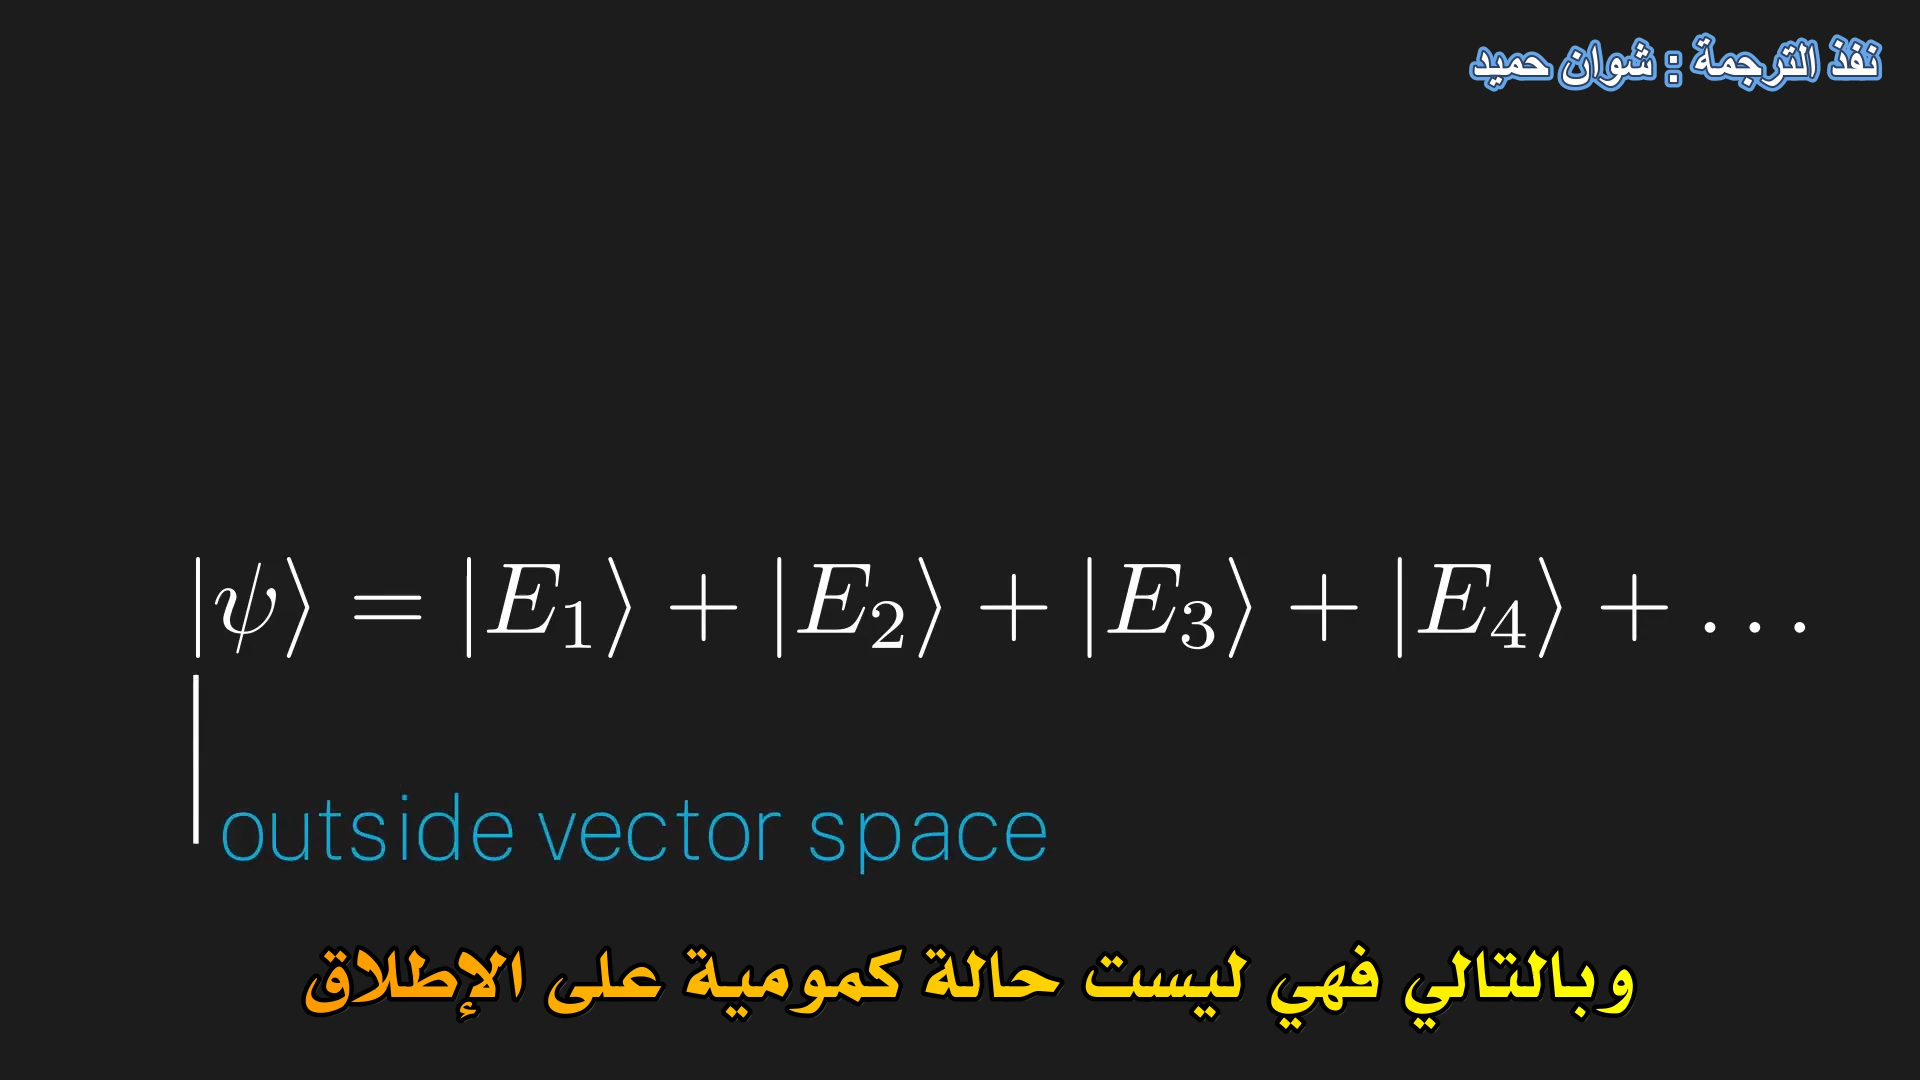 نفذ الترجمة : شوان حميد
|ψ⟩ = |E₁⟩ + |E₂⟩ + |E₃⟩ + |E₄⟩ + ...
outside vector space
وبالتالي فهي ليست حالة كمومية على الإطلاق